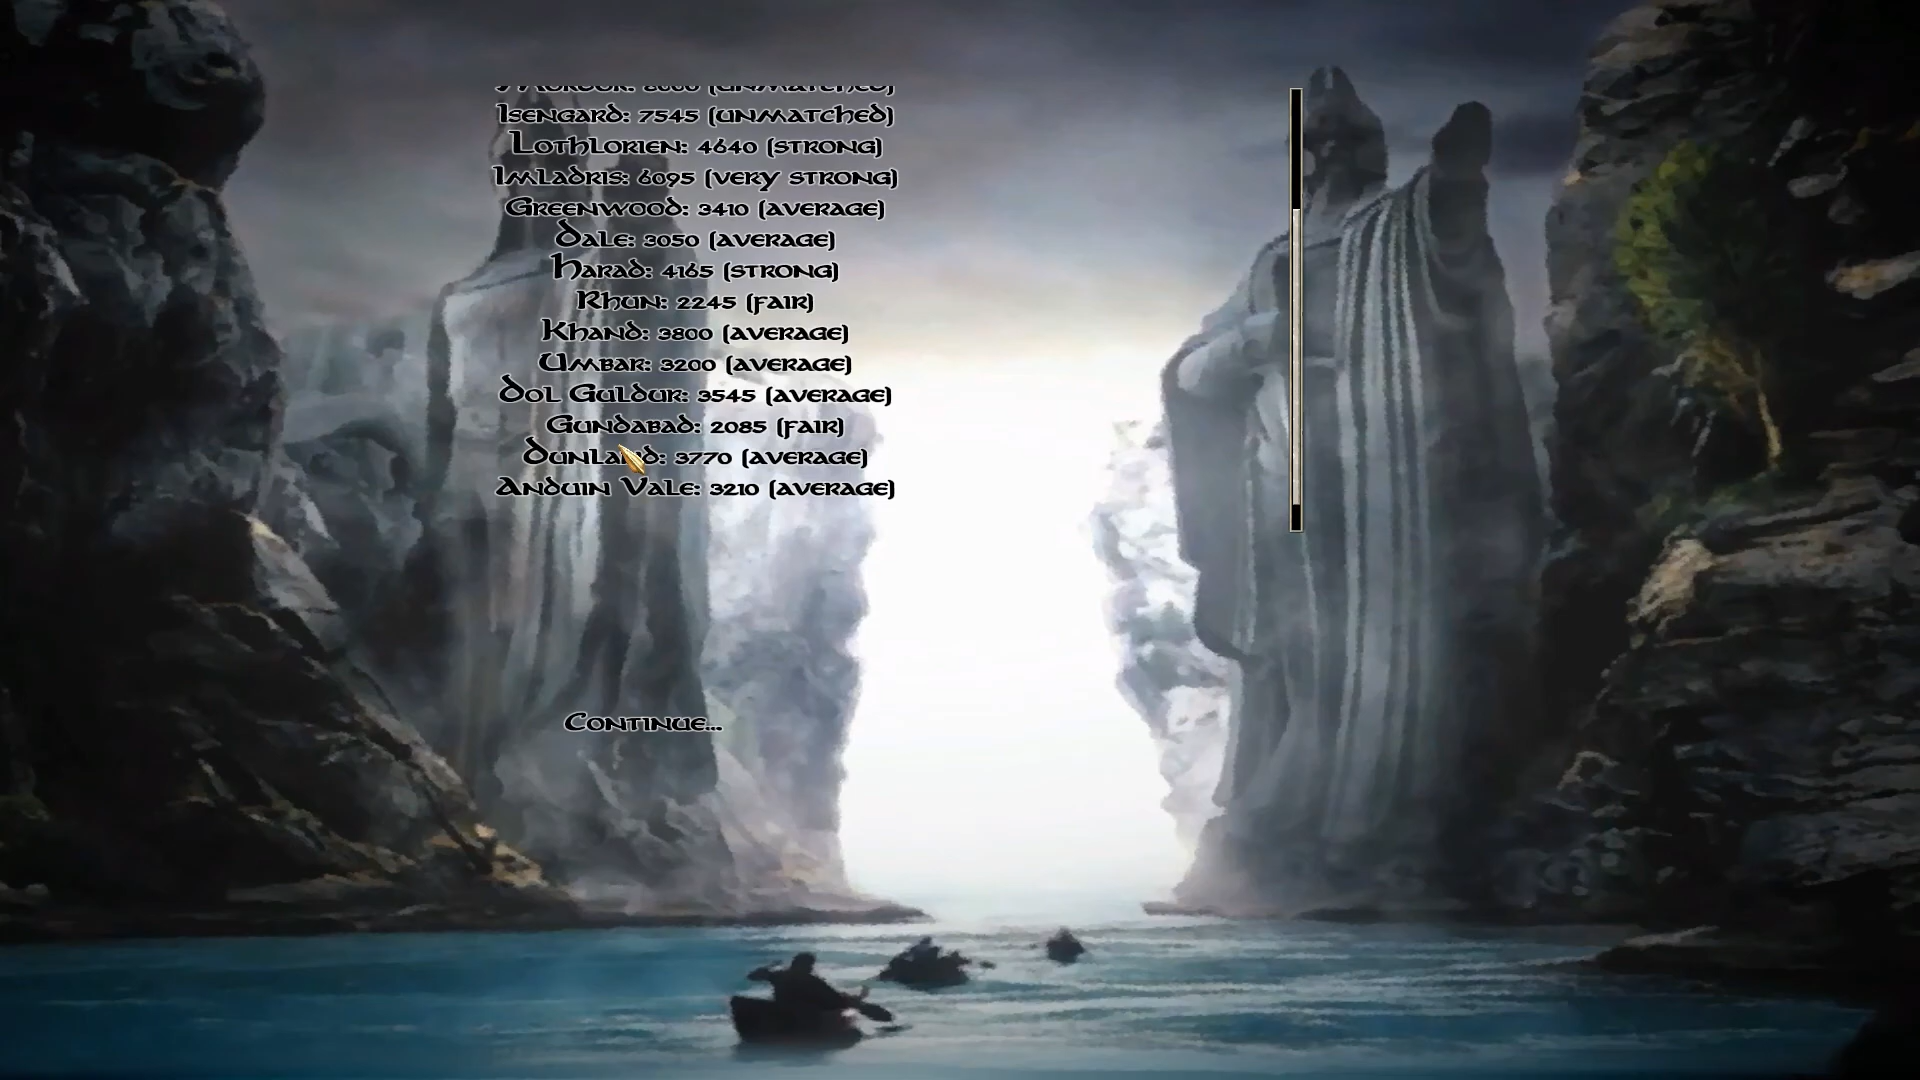 Isengard: 7545 (unmatched)
Lothlorien: 4640 (strong)
Imladris: 6095 (very strong)
Greenwood: 3410 (average)
Dale: 3050 (average)
Harad: 4165 (strong)
Rhun: 2245 (fair)
Khand: 3800 (average)
Umbar: 3200 (average)
Dol Guldur: 3545 (average)
Gundabad: 2085 (fair)
Dunland: 3770 (average)
Anduin Vale: 3210 (average)
Continue...